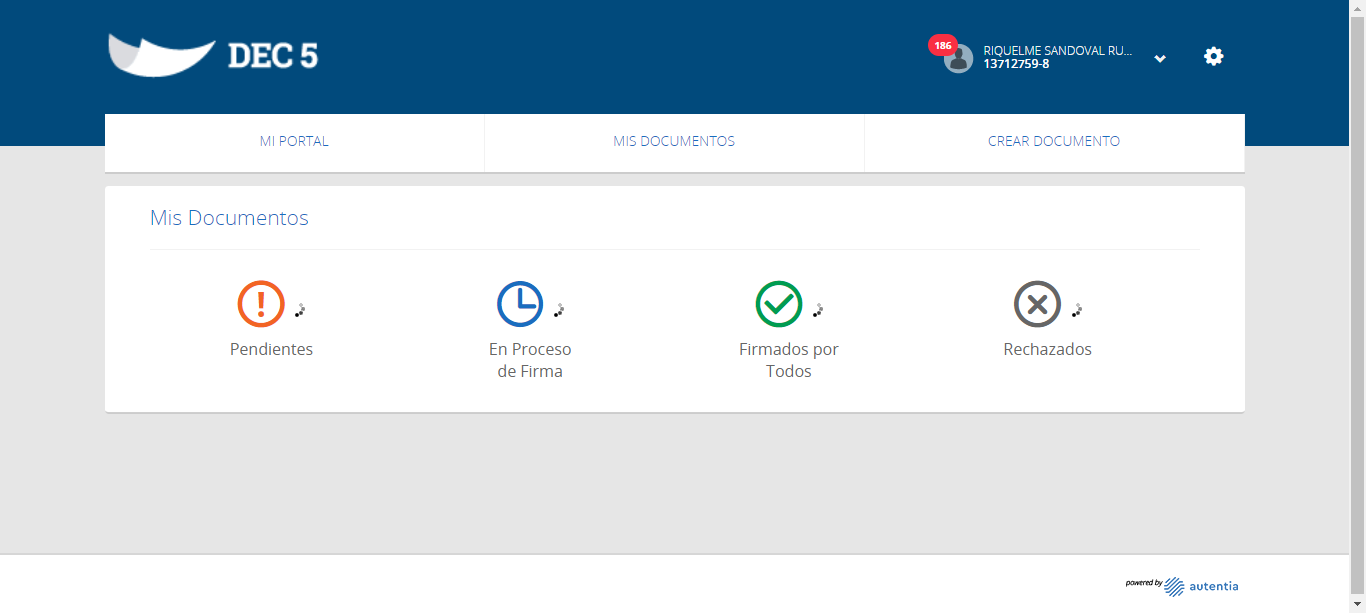 DEC 5
186
RIQUELME SANDOVAL RU...
13712759-8
MI PORTAL
MIS DOCUMENTOS
CREAR DOCUMENTO
Mis Documentos
Pendientes
En Proceso
de Firma
Firmados por
Todos
Rechazados
powered by
autentia